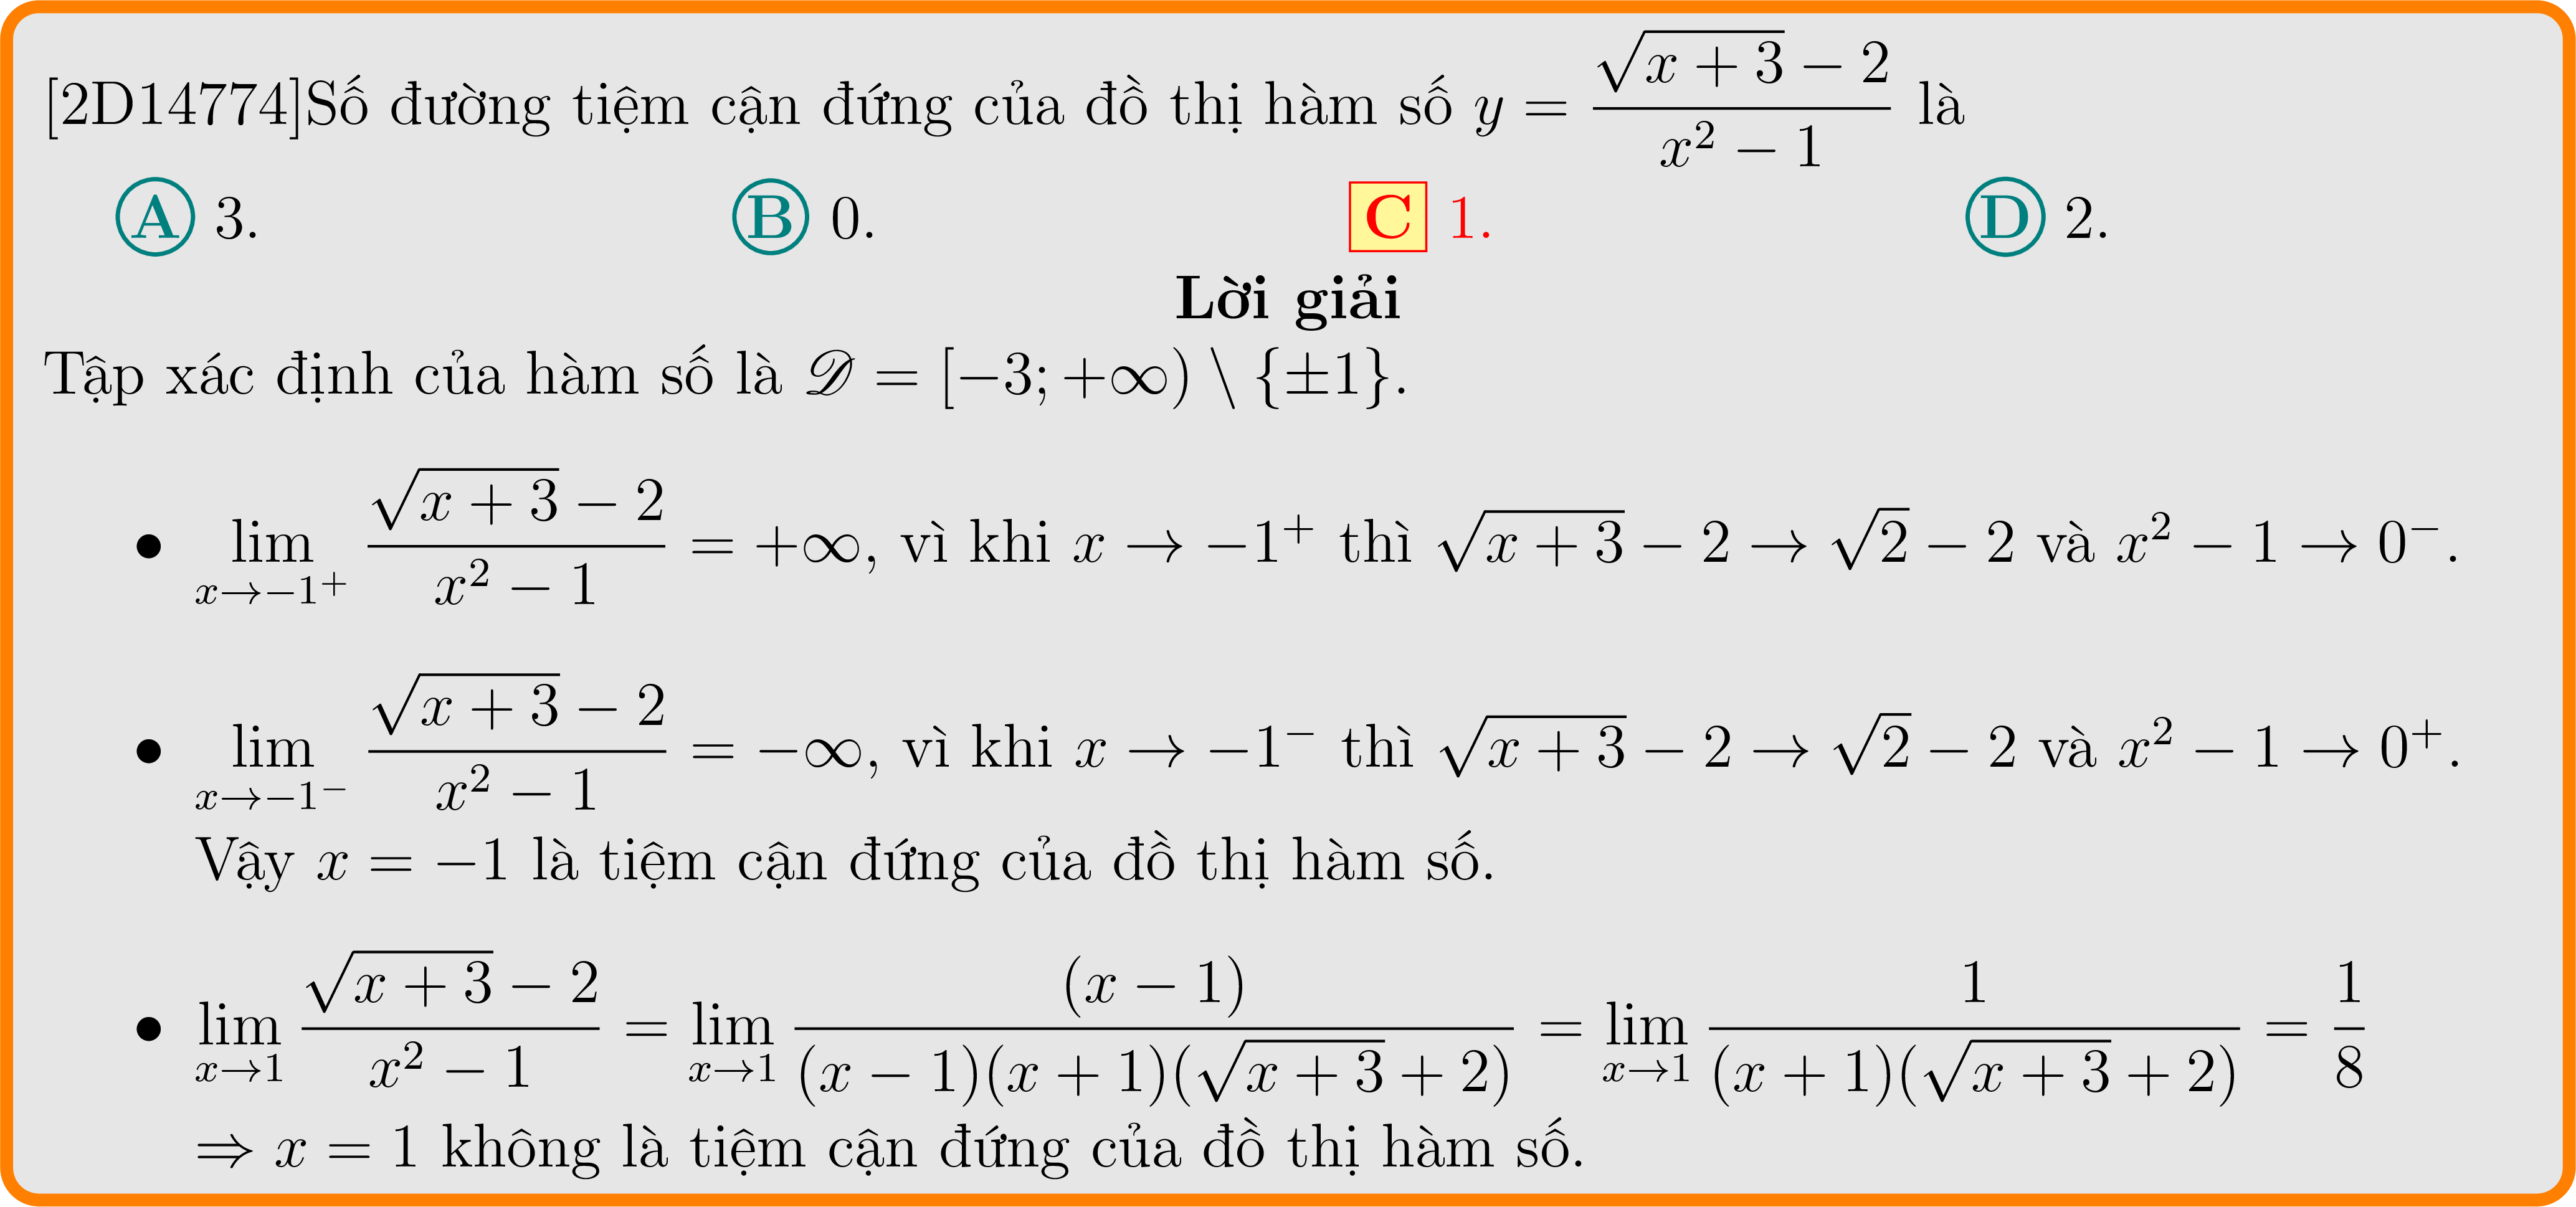 [2D14774]Số đường tiệm cận đứng của đồ thị hàm số $y = \dfrac{\sqrt{x+3}-2}{x^2-1}$ là
A 3. B 0. C 1. D 2.
Lời giải
Tập xác định của hàm số là $\mathscr{D} = [-3; +\infty) \setminus \{\pm 1\}$.
• $\lim\limits_{x \to -1^+} \dfrac{\sqrt{x+3}-2}{x^2-1} = +\infty$, vì khi $x \to -1^+$ thì $\sqrt{x+3}-2 \to \sqrt{2}-2$ và $x^2-1 \to 0^-$.
• $\lim\limits_{x \to -1^-} \dfrac{\sqrt{x+3}-2}{x^2-1} = -\infty$, vì khi $x \to -1^-$ thì $\sqrt{x+3}-2 \to \sqrt{2}-2$ và $x^2-1 \to 0^+$.
Vậy $x = -1$ là tiệm cận đứng của đồ thị hàm số.
• $\lim\limits_{x \to 1} \dfrac{\sqrt{x+3}-2}{x^2-1} = \lim\limits_{x \to 1} \dfrac{(x-1)}{(x-1)(x+1)(\sqrt{x+3}+2)} = \lim\limits_{x \to 1} \dfrac{1}{(x+1)(\sqrt{x+3}+2)} = \dfrac{1}{8}$
$\Rightarrow x = 1$ không là tiệm cận đứng của đồ thị hàm số.